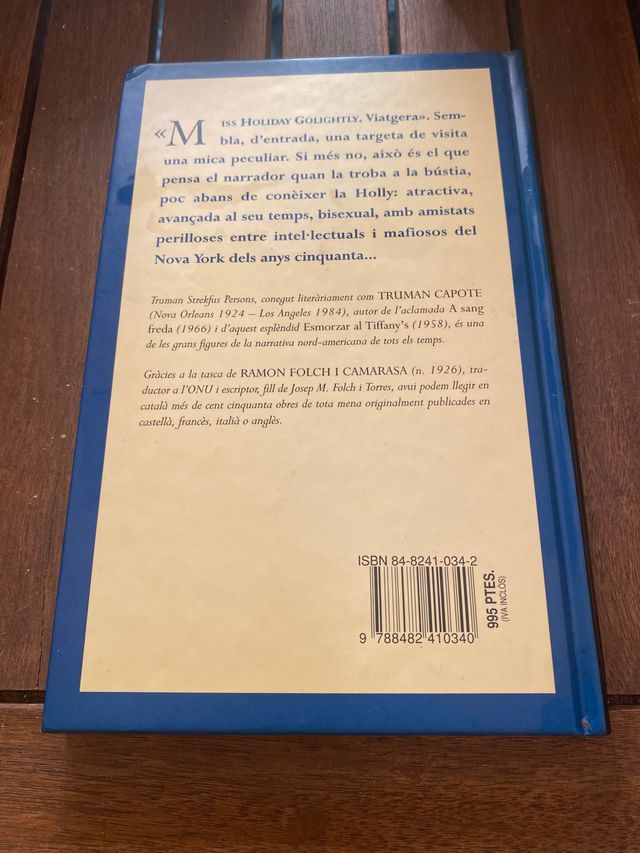 «MISS HOLIDAY GOLIGHTLY. Viatgera». Sem-
bla, d'entrada, una targeta de visita
una mica peculiar. Si més no, això és el que
pensa el narrador quan la troba a la bústia,
poc abans de conèixer la Holly: atractiva,
avançada al seu temps, bisexual, amb amistats
perilloses entre intel·lectuals i mafiosos del
Nova York dels anys cinquanta...
Truman Strekfus Persons, conegut literàriament com TRUMAN CAPOTE
(Nova Orleans 1924 – Los Angeles 1984), autor de l'aclamada A sang
freda (1966) i d'aquest esplèndid Esmorzar al Tiffany's (1958), és una
de les grans figures de la narrativa nord-americana de tots els temps.
Gràcies a la tasca de RAMON FOLCH I CAMARASA (n. 1926), tra-
ductor a l'ONU i escriptor, fill de Josep M. Folch i Torres, avui podem llegir en
català més de cent cinquanta obres de tota mena originalment publicades en
castellà, francès, italià o anglès.
ISBN 84-8241-034-2
9 788482 410340
995 PTES.
(IVA INCLÒS)